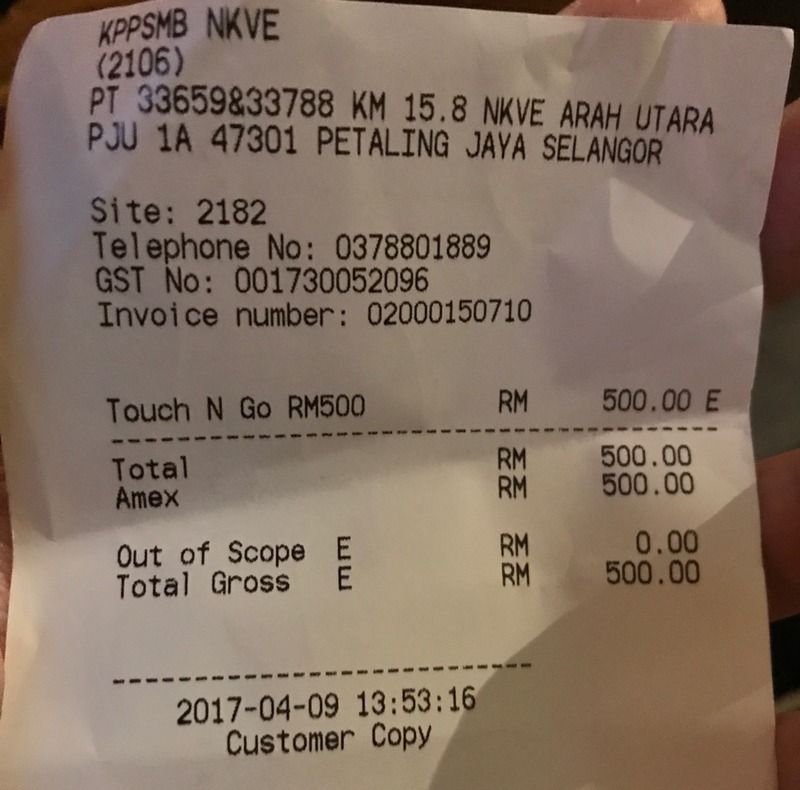 KPPSMB NKVE
(2106)
PT 33659&33788 KM 15.8 NKVE ARAH UTARA
PJU 1A 47301 PETALING JAYA SELANGOR
Site: 2182
Telephone No: 0378801889
GST No: 001730052096
Invoice number: 02000150710
Touch N Go RM500 RM 500.00 E
Total RM 500.00
Amex RM 500.00
Out of Scope E RM 0.00
Total Gross E RM 500.00
2017-04-09 13:53:16
Customer Copy